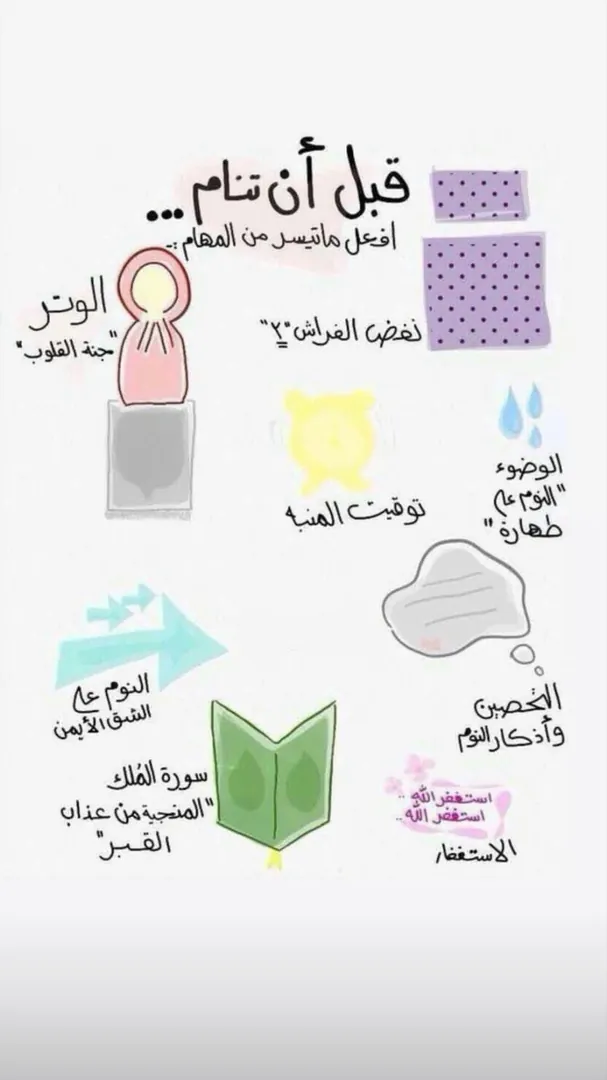 قبل أن تنام ...
افعل ماتيسر من المهام ..
نفض الفراش "٣"
الوتر
"جنة القلوب"
الوضوء
"النوم على
طهارة"
توقيت المنبه
التحصين
وأذكار النوم
النوم على
الشق الأيمن
سورة المُلك
"المنجية من عذاب
القبر"
استغفر الله ..
استغفر الله ..
الاستغفار